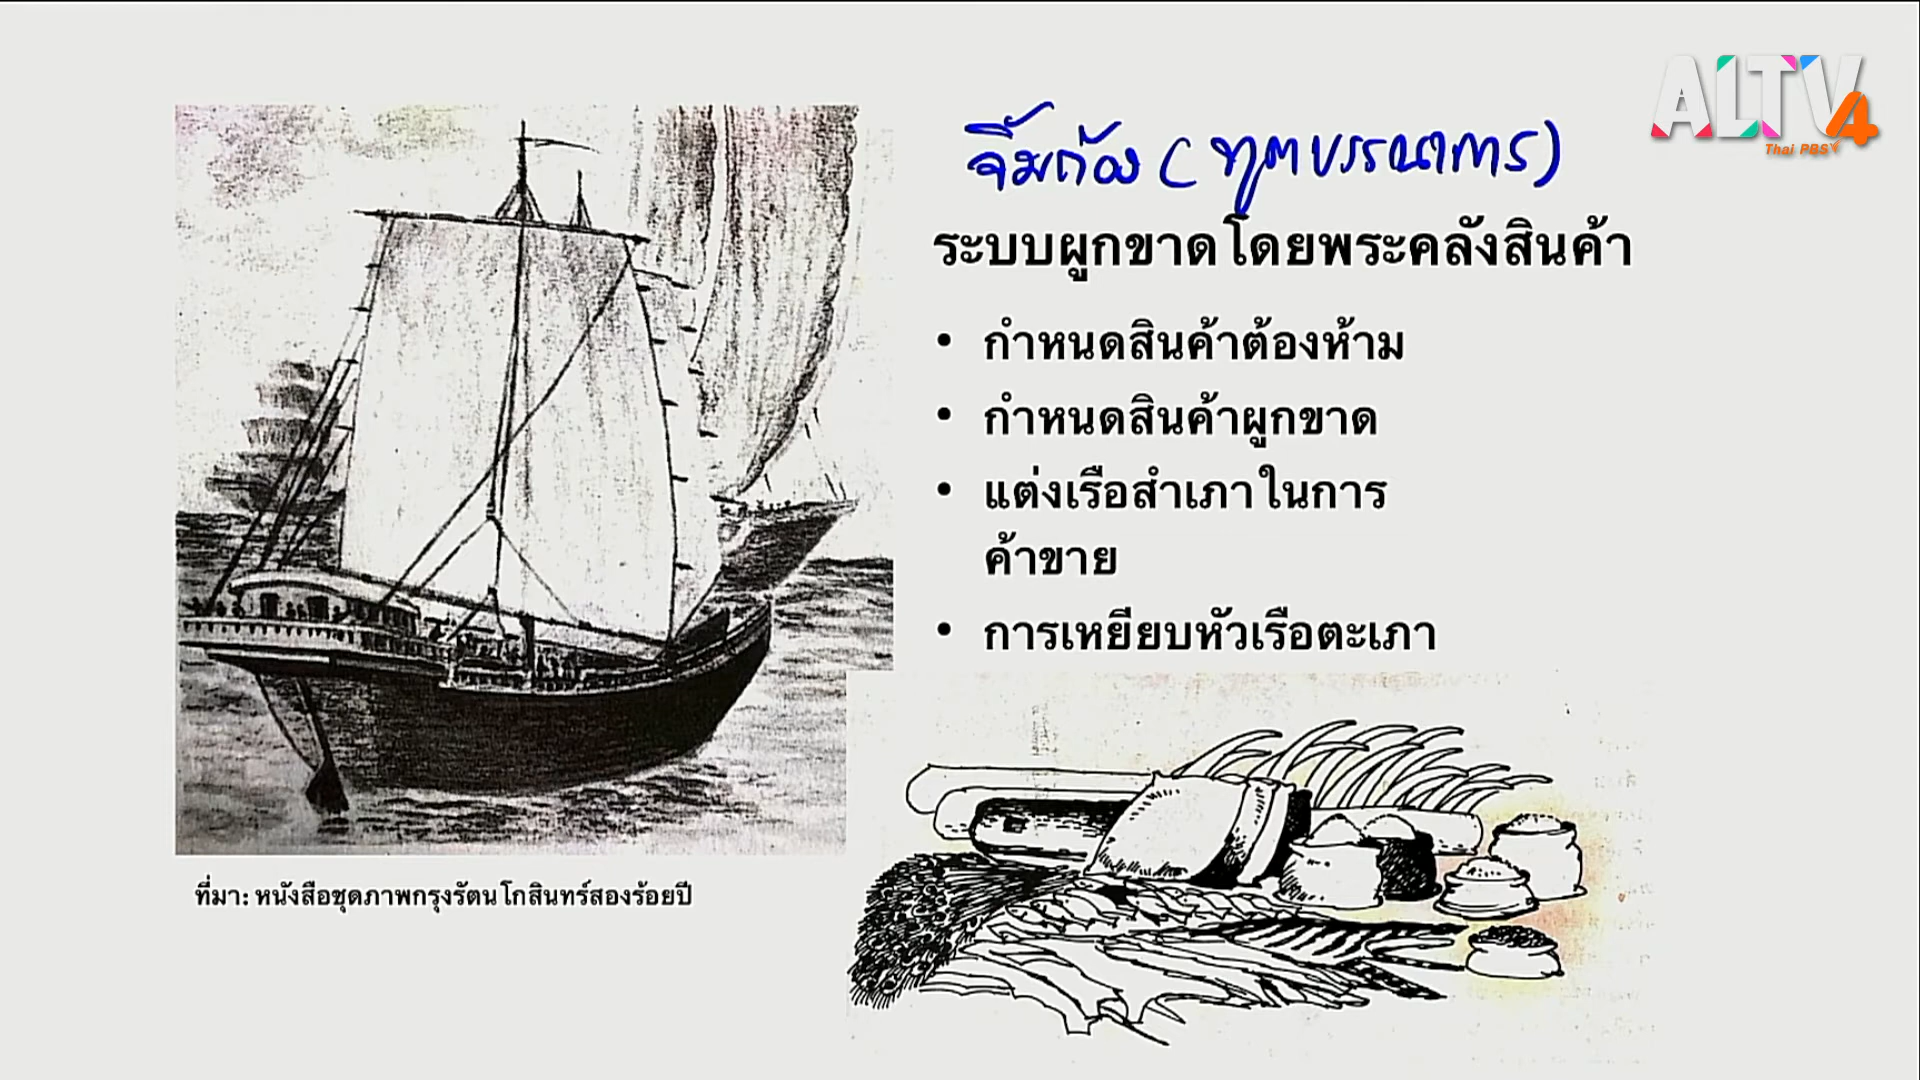 ALTV4
Thai PBS
จิ้มก้อง (ทูตบรรณาการ)
ระบบผูกขาดโดยพระคลังสินค้า
• กำหนดสินค้าต้องห้าม
• กำหนดสินค้าผูกขาด
• แต่งเรือสำเภาในการ
ค้าขาย
• การเหยียบหัวเรือตะเภา
ที่มา: หนังสือชุดภาพกรุงรัตนโกสินทร์สองร้อยปี